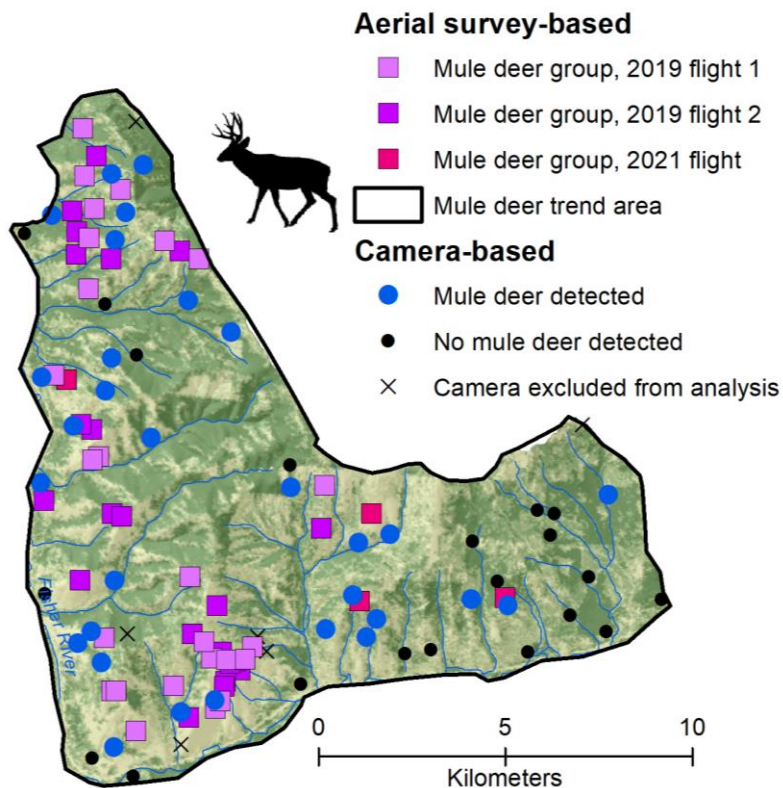 Aerial survey-based
Mule deer group, 2019 flight 1
Mule deer group, 2019 flight 2
Mule deer group, 2021 flight
Mule deer trend area
Camera-based
Mule deer detected
No mule deer detected
Camera excluded from analysis
Fisher River
0 5 10
Kilometers